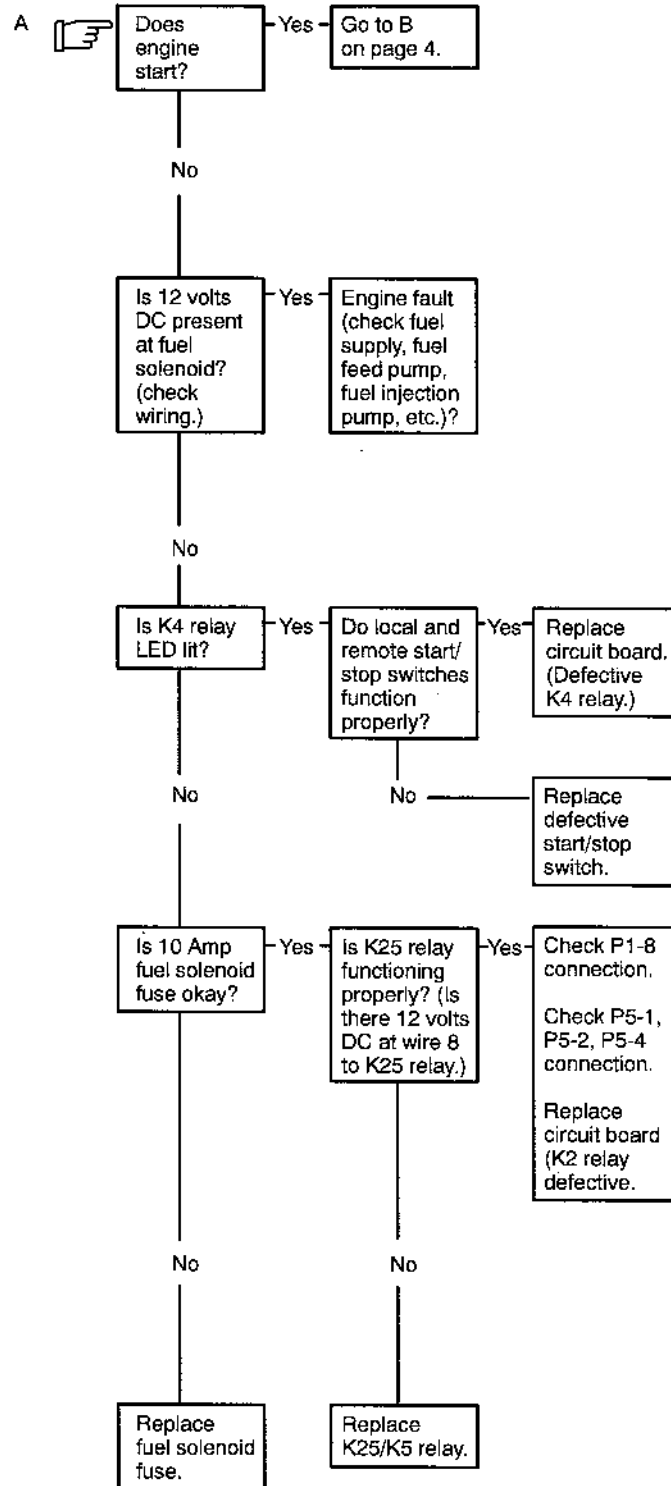 A
Does
engine
start?
Yes
Go to B
on page 4.
No
Is 12 volts
DC present
at fuel
solenoid?
(check
wiring.)
Yes
Engine fault
(check fuel
supply, fuel
feed pump,
fuel injection
pump, etc.)?
No
Is K4 relay
LED lit?
Yes
Do local and
remote start/
stop switches
function
properly?
Yes
Replace
circuit board.
(Defective
K4 relay.)
No
No
Replace
defective
start/stop
switch.
Is 10 Amp
fuel solenoid
fuse okay?
Yes
Is K25 relay
functioning
properly? (Is
there 12 volts
DC at wire 8
to K25 relay.)
Yes
Check P1-8
connection.
Check P5-1,
P5-2, P5-4
connection.
Replace
circuit board
(K2 relay
defective.
No
No
Replace
fuel solenoid
fuse.
Replace
K25/K5 relay.